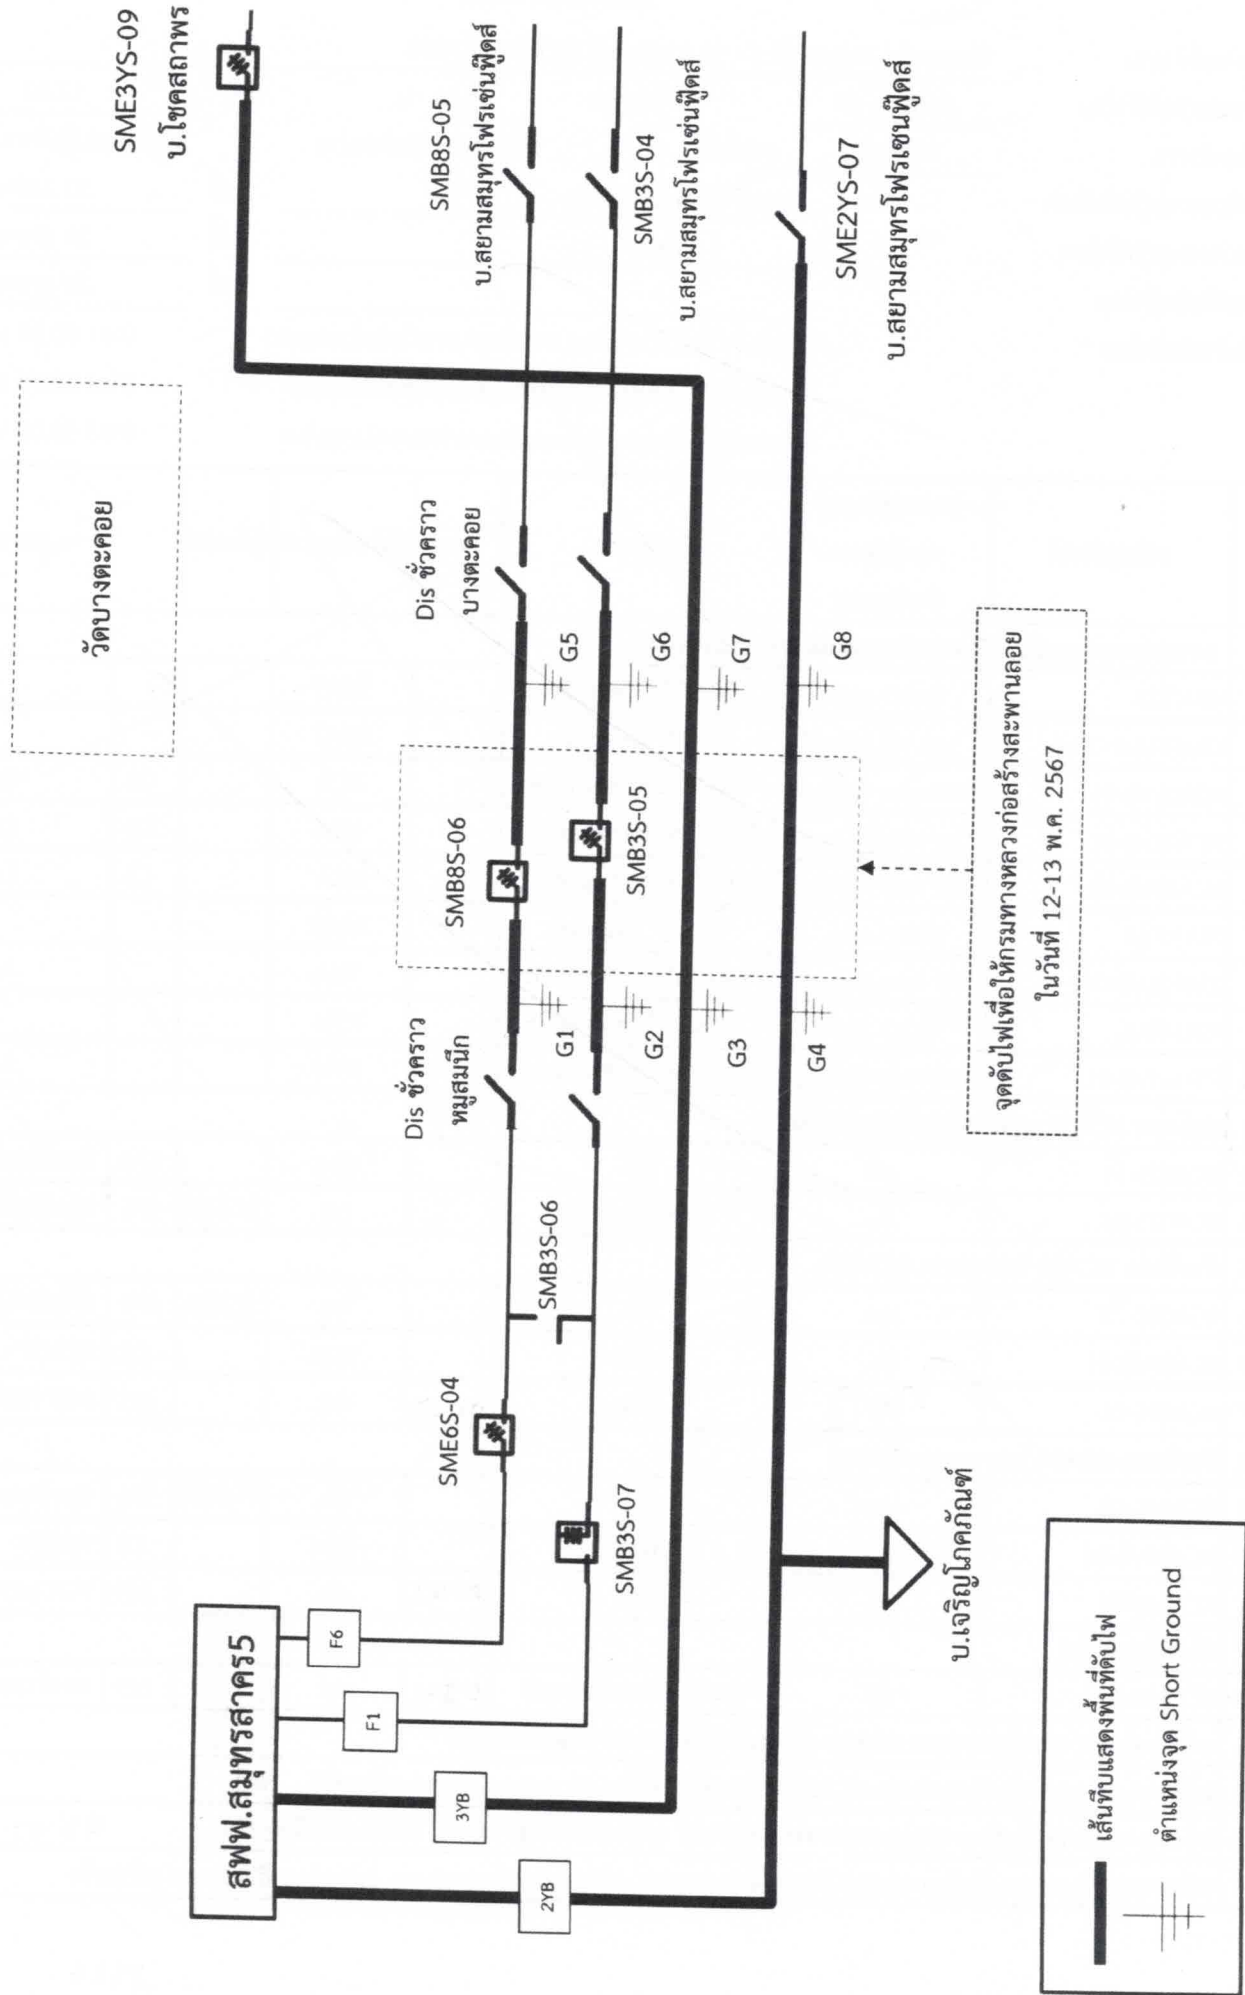 สฟฟ.สมุทรสาคร5
F6
F1
3YB
2YB
SME6S-04
SMB3S-07
SMB3S-06
Dis ชั่วคราว
หมูสมนึก
G1
G2
G3
G4
SMB8S-06
SMB3S-05
G5
G6
G7
G8
Dis ชั่วคราว
บางตะคอย
วัดบางตะคอย
SME3YS-09
บ.โชคสถาพร
SMB8S-05
บ.สยามสมุทรโฟรเซ่นฟู๊ดส์
SMB3S-04
บ.สยามสมุทรโฟรเซ่นฟู๊ดส์
SME2YS-07
บ.สยามสมุทรโฟรเซนฟู๊ดส์
บ.เจริญโภคภัณฑ์
จุดดับไฟเพื่อให้กรมทางหลวงก่อสร้างสะพานลอย
ในวันที่ 12-13 พ.ค. 2567
เส้นทึบแสดงพื้นที่ดับไฟ
ตำแหน่งจุด Short Ground